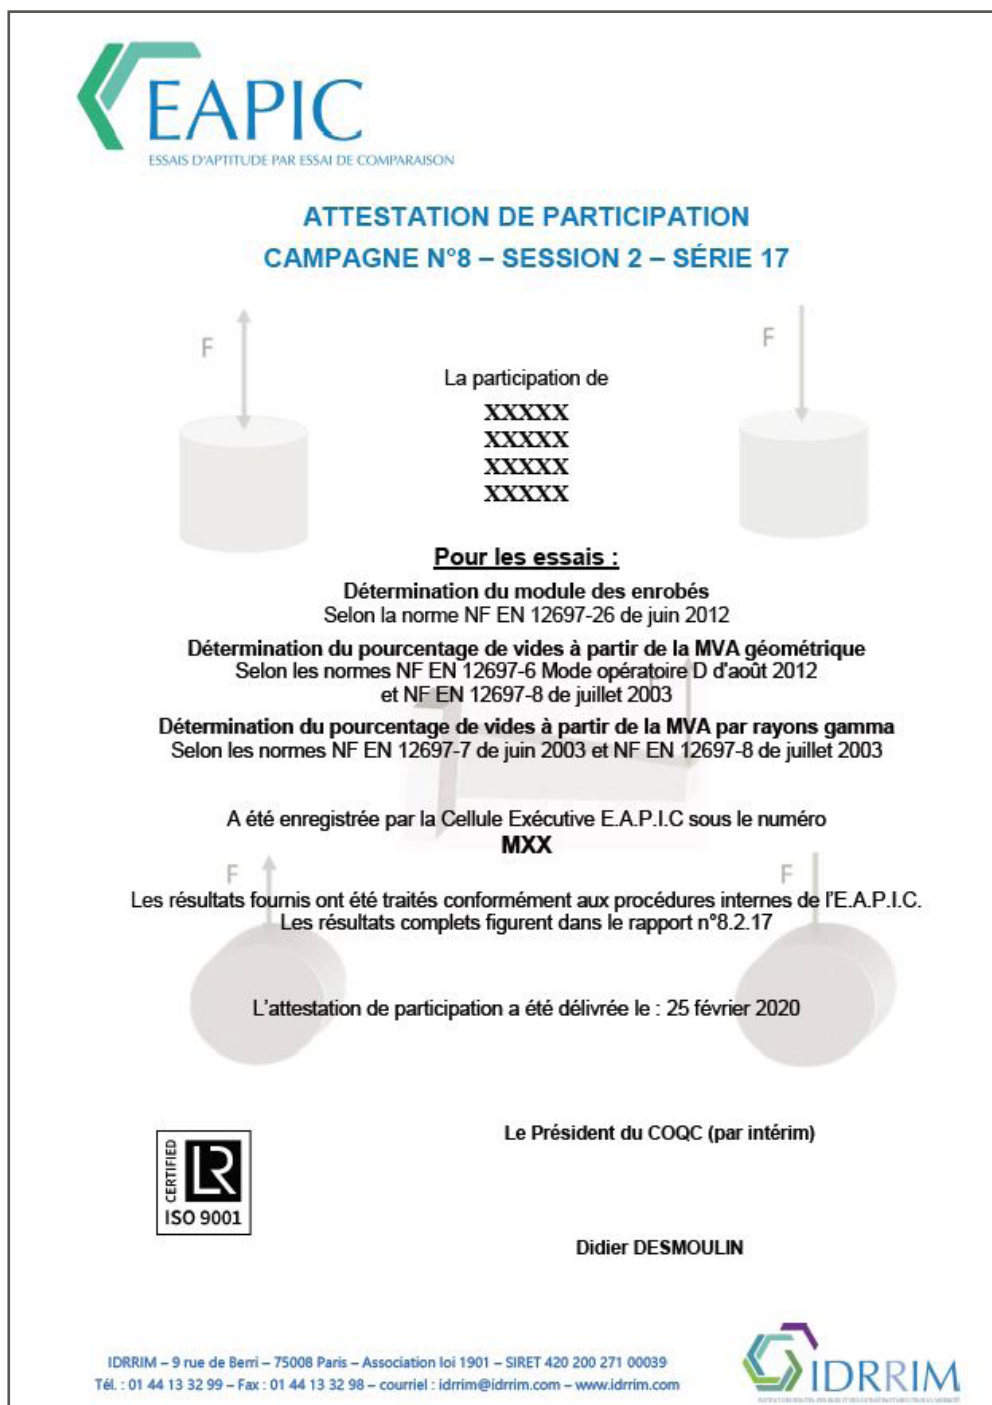 EAPIC
ESSAIS D'APTITUDE PAR ESSAI DE COMPARAISON
ATTESTATION DE PARTICIPATION
CAMPAGNE N°8 – SESSION 2 – SÉRIE 17
F
F
La participation de
XXXXX
XXXXX
XXXXX
XXXXX
Pour les essais :
Détermination du module des enrobés
Selon la norme NF EN 12697-26 de juin 2012
Détermination du pourcentage de vides à partir de la MVA géométrique
Selon les normes NF EN 12697-6 Mode opératoire D d'août 2012
et NF EN 12697-8 de juillet 2003
Détermination du pourcentage de vides à partir de la MVA par rayons gamma
Selon les normes NF EN 12697-7 de juin 2003 et NF EN 12697-8 de juillet 2003
A été enregistrée par la Cellule Exécutive E.A.P.I.C sous le numéro
MXX
F
F
Les résultats fournis ont été traités conformément aux procédures internes de l'E.A.P.I.C.
Les résultats complets figurent dans le rapport n°8.2.17
L'attestation de participation a été délivrée le : 25 février 2020
Le Président du COQC (par intérim)
CERTIFIED
LR
ISO 9001
Didier DESMOULIN
IDRRIM – 9 rue de Berri – 75008 Paris – Association loi 1901 – SIRET 420 200 271 00039
Tél. : 01 44 13 32 99 – Fax : 01 44 13 32 98 – courriel : idrrim@idrrim.com – www.idrrim.com
IDRRIM